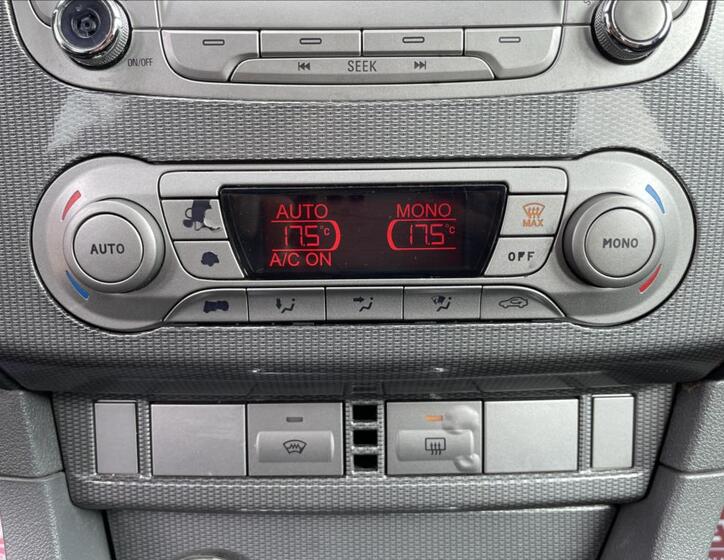 ON/OFF
SEEK
AUTO
AUTO MONO
17.5°C 17.5°C
A/C ON
MAX
OFF
MONO